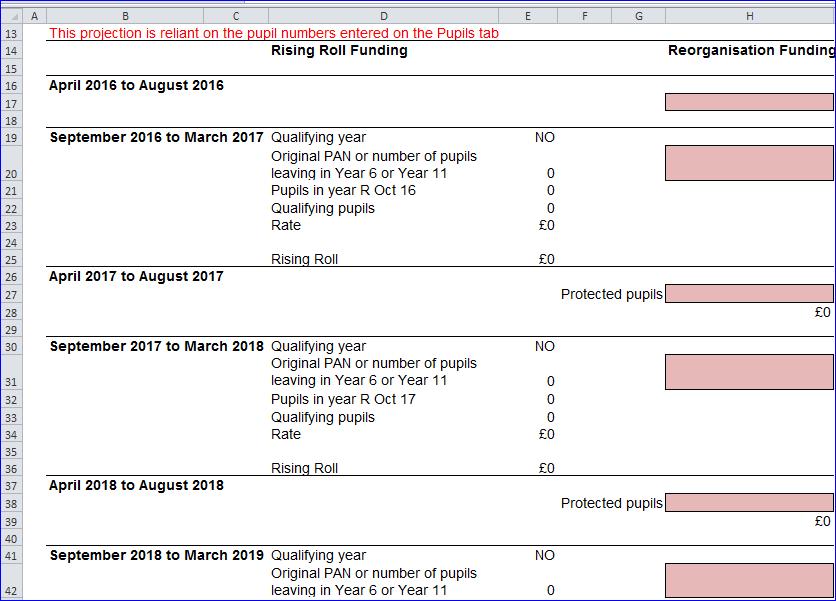 A B C D E F G H
13 This projection is reliant on the pupil numbers entered on the Pupils tab
14 Rising Roll Funding Reorganisation Funding
15
16 April 2016 to August 2016
17
18
19 September 2016 to March 2017 Qualifying year NO
Original PAN or number of pupils
20 leaving in Year 6 or Year 11 0
21 Pupils in year R Oct 16 0
22 Qualifying pupils 0
23 Rate £0
24
25 Rising Roll £0
26 April 2017 to August 2017
27 Protected pupils
28 £0
29
30 September 2017 to March 2018 Qualifying year NO
Original PAN or number of pupils
31 leaving in Year 6 or Year 11 0
32 Pupils in year R Oct 17 0
33 Qualifying pupils 0
34 Rate £0
35
36 Rising Roll £0
37 April 2018 to August 2018
38 Protected pupils
39 £0
40
41 September 2018 to March 2019 Qualifying year NO
Original PAN or number of pupils
42 leaving in Year 6 or Year 11 0